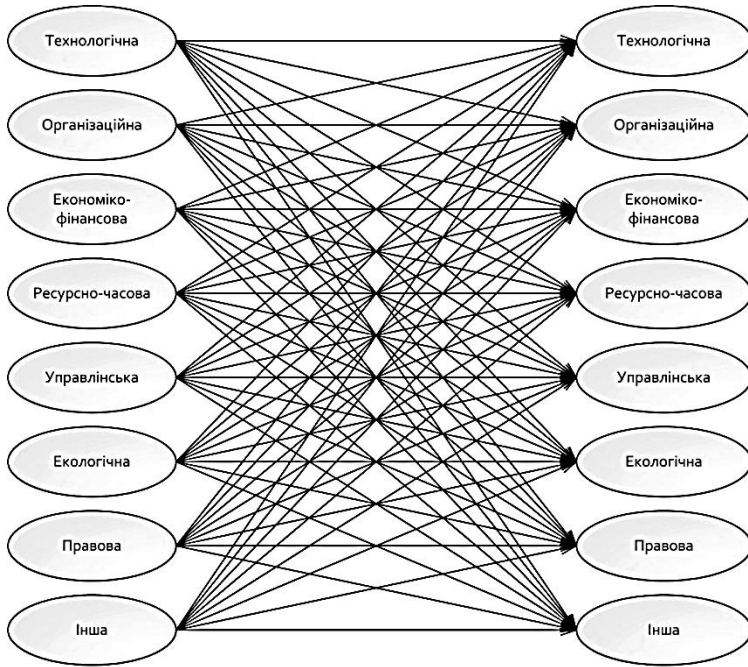 Технологічна
Технологічна
Організаційна
Організаційна
Економіко-
фінансова
Економіко-
фінансова
Ресурсно-часова
Ресурсно-часова
Управлінська
Управлінська
Екологічна
Екологічна
Правова
Правова
Інша
Інша